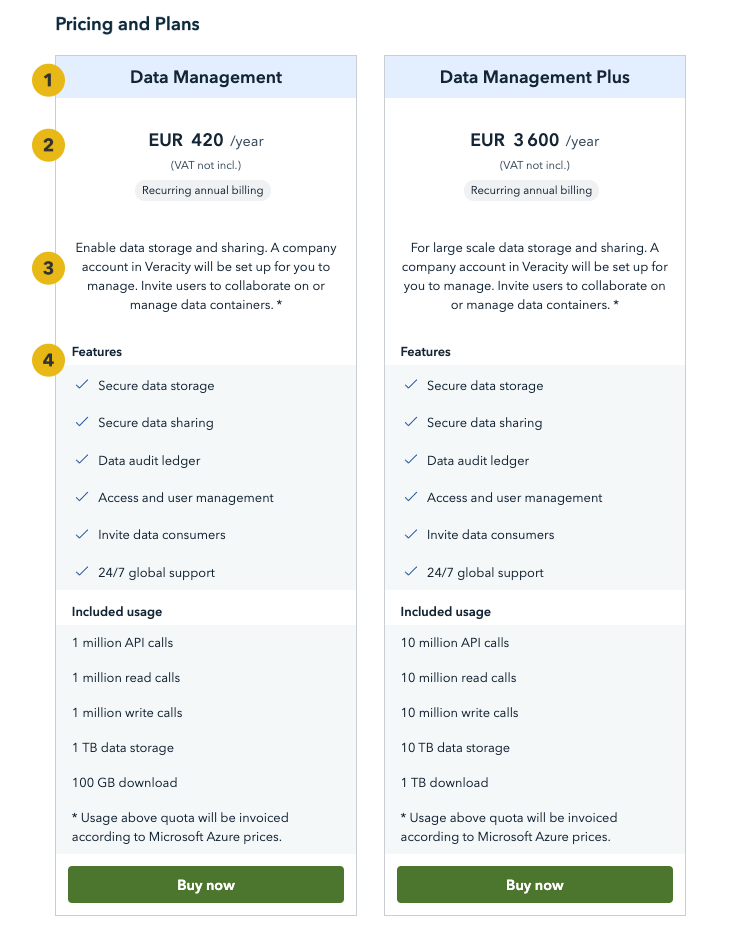 Pricing and Plans
1
Data Management
2
EUR 420 /year
(VAT not incl.)
Recurring annual billing
3
Enable data storage and sharing. A company
account in Veracity will be set up for you to
manage. Invite users to collaborate on or
manage data containers. *
4
Features
Secure data storage
Secure data sharing
Data audit ledger
Access and user management
Invite data consumers
24/7 global support
Included usage
1 million API calls
1 million read calls
1 million write calls
1 TB data storage
100 GB download
* Usage above quota will be invoiced
according to Microsoft Azure prices.
Buy now
Data Management Plus
EUR 3 600 /year
(VAT not incl.)
Recurring annual billing
For large scale data storage and sharing. A
company account in Veracity will be set up for
you to manage. Invite users to collaborate on
or manage data containers. *
Features
Secure data storage
Secure data sharing
Data audit ledger
Access and user management
Invite data consumers
24/7 global support
Included usage
10 million API calls
10 million read calls
10 million write calls
10 TB data storage
1 TB download
* Usage above quota will be invoiced
according to Microsoft Azure prices.
Buy now